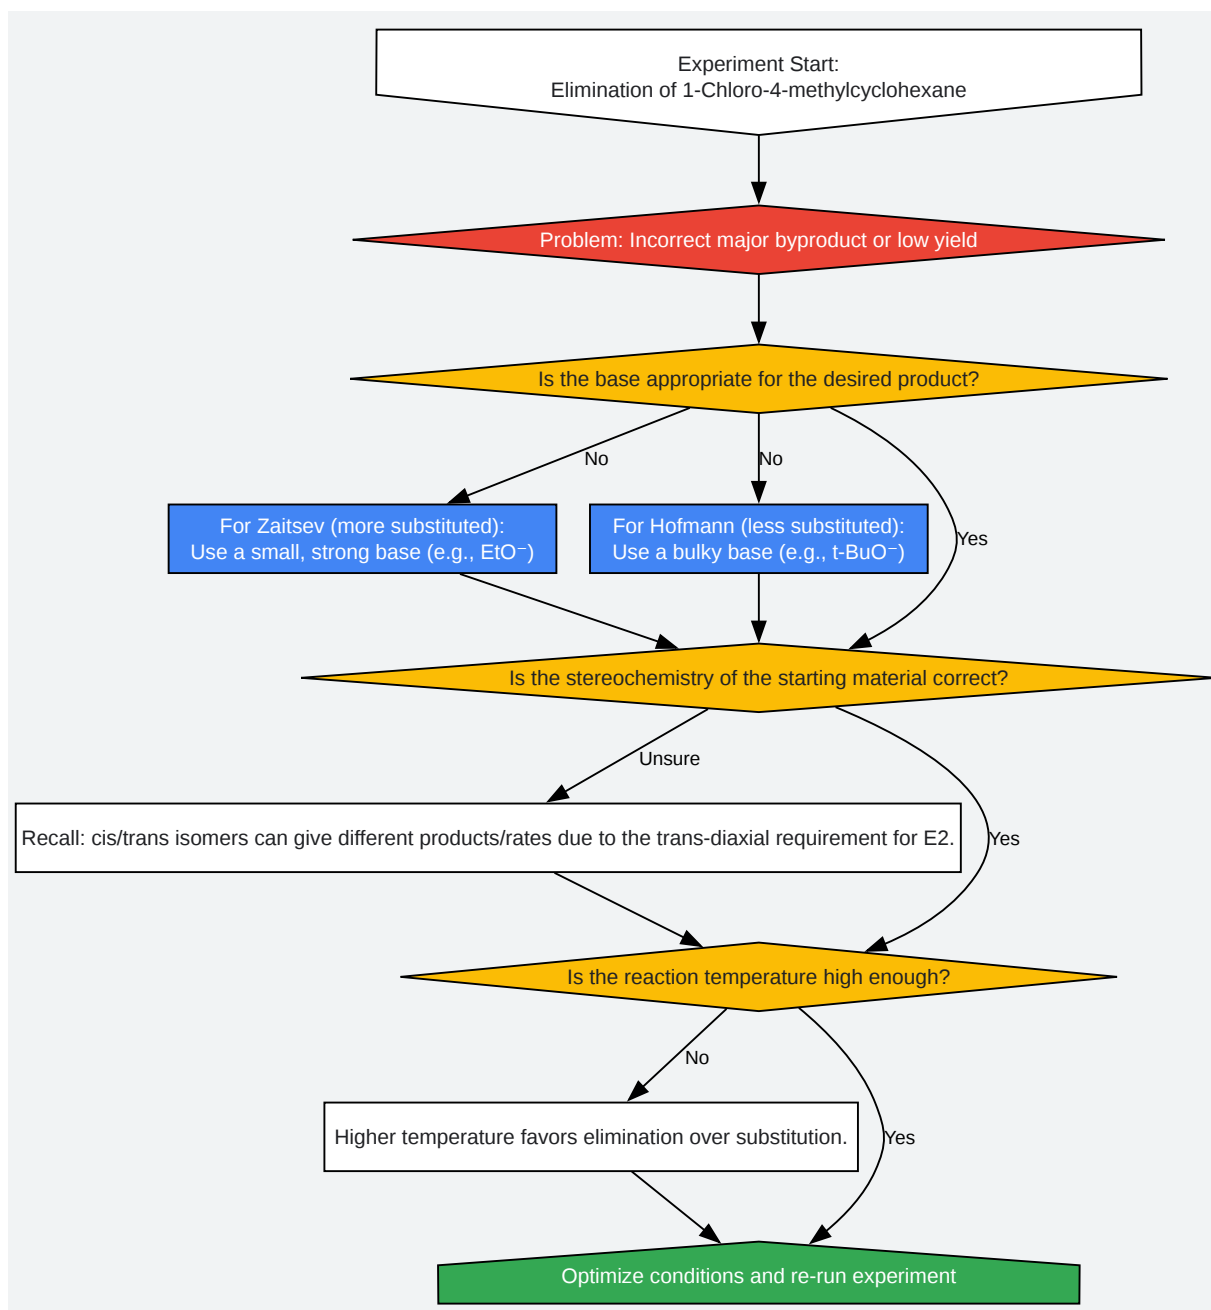 Experiment Start:
Elimination of 1-Chloro-4-methylcyclohexane
Problem: Incorrect major byproduct or low yield
Is the base appropriate for the desired product?
No
No
Yes
For Zaitsev (more substituted):
Use a small, strong base (e.g., EtO⁻)
For Hofmann (less substituted):
Use a bulky base (e.g., t-BuO⁻)
Is the stereochemistry of the starting material correct?
Unsure
Yes
Recall: cis/trans isomers can give different products/rates due to the trans-diaxial requirement for E2.
Is the reaction temperature high enough?
No
Yes
Higher temperature favors elimination over substitution.
Optimize conditions and re-run experiment